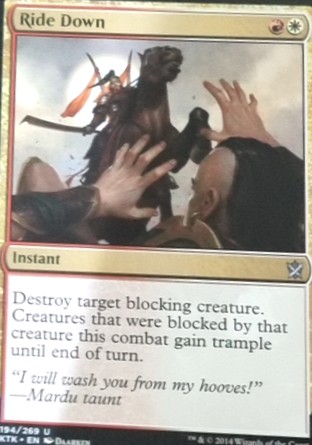 Ride Down
Instant
Destroy target blocking creature.
Creatures that were blocked by that
creature this combat gain trample
until end of turn.
"I will wash you from my hooves!"
—Mardu taunt
194/269 U
KTK • EN DAARKEN
™ & © 2014 Wizards of the Coast